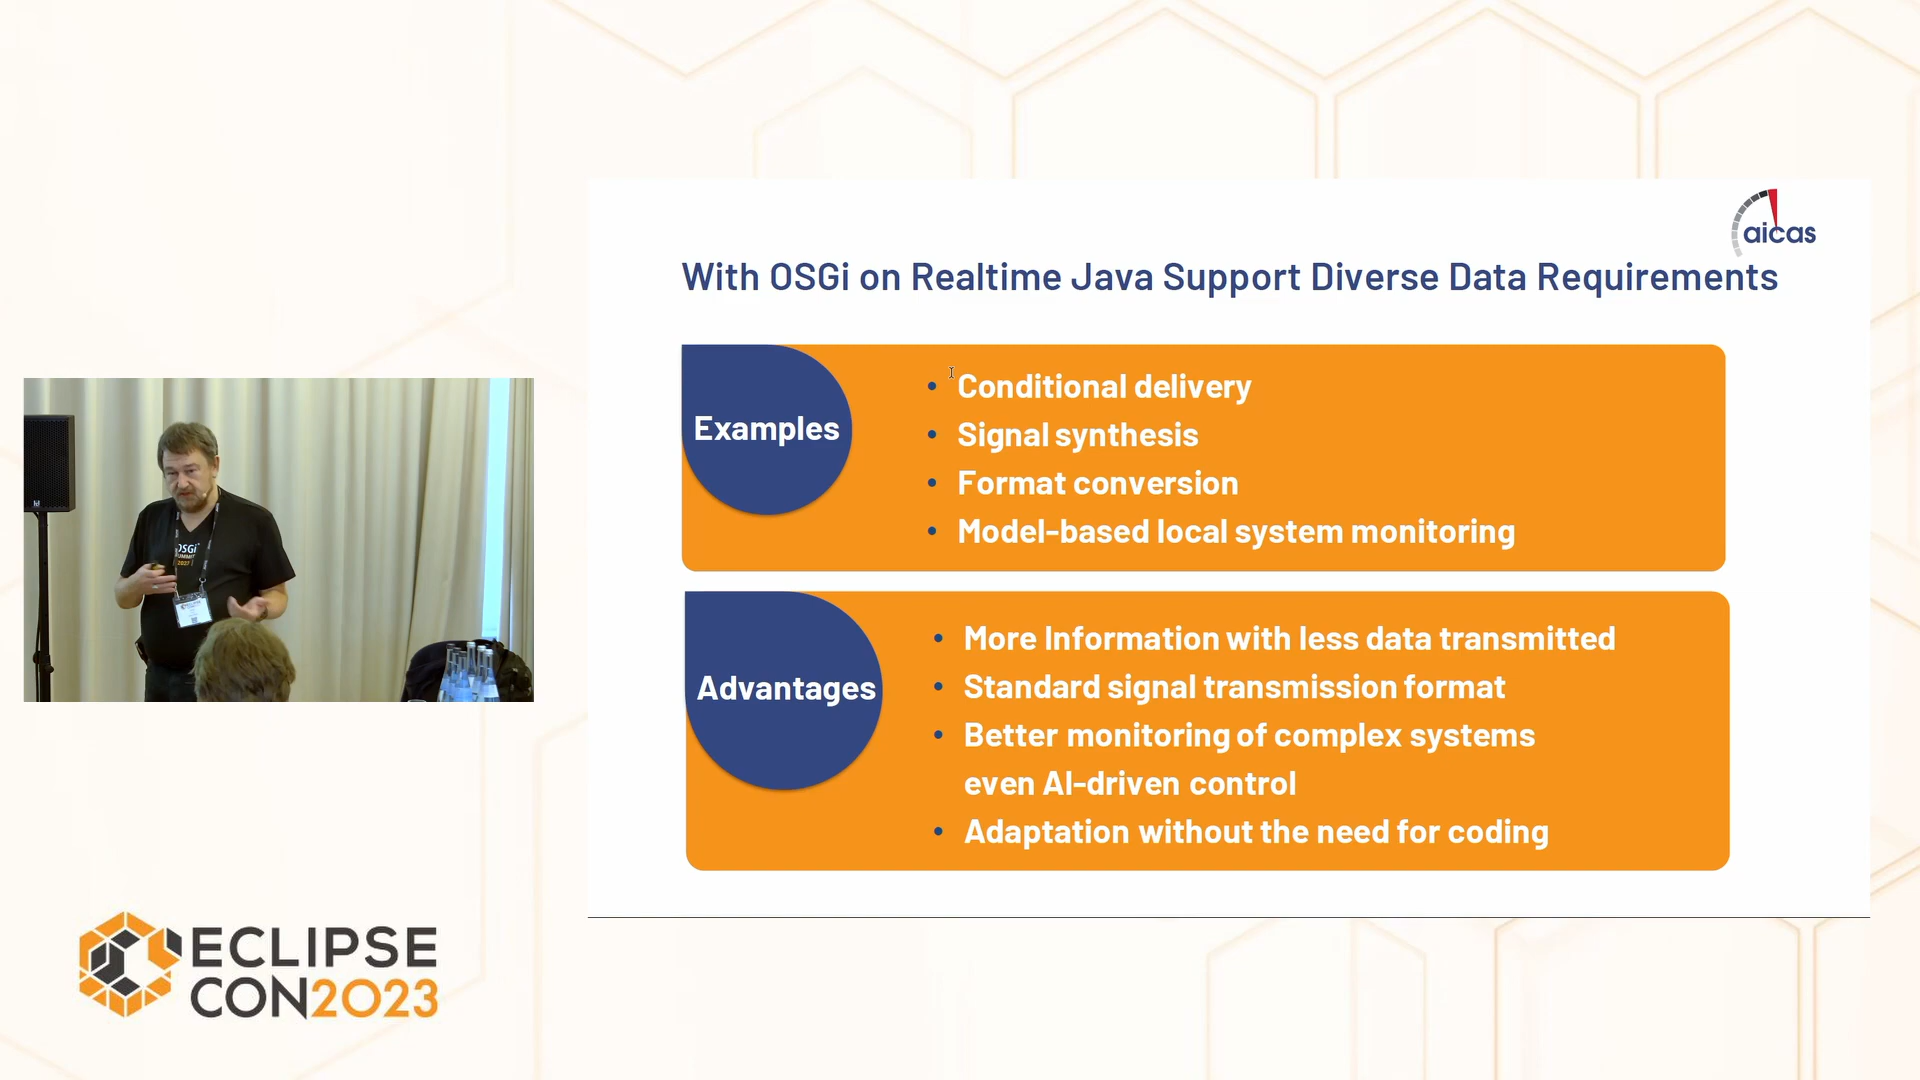 aicas
With OSGi on Realtime Java Support Diverse Data Requirements
Examples
• Conditional delivery
• Signal synthesis
• Format conversion
• Model-based local system monitoring
Advantages
• More Information with less data transmitted
• Standard signal transmission format
• Better monitoring of complex systems
even AI-driven control
• Adaptation without the need for coding
OSGi
SUMMIT
ECLIPSE
CON2023